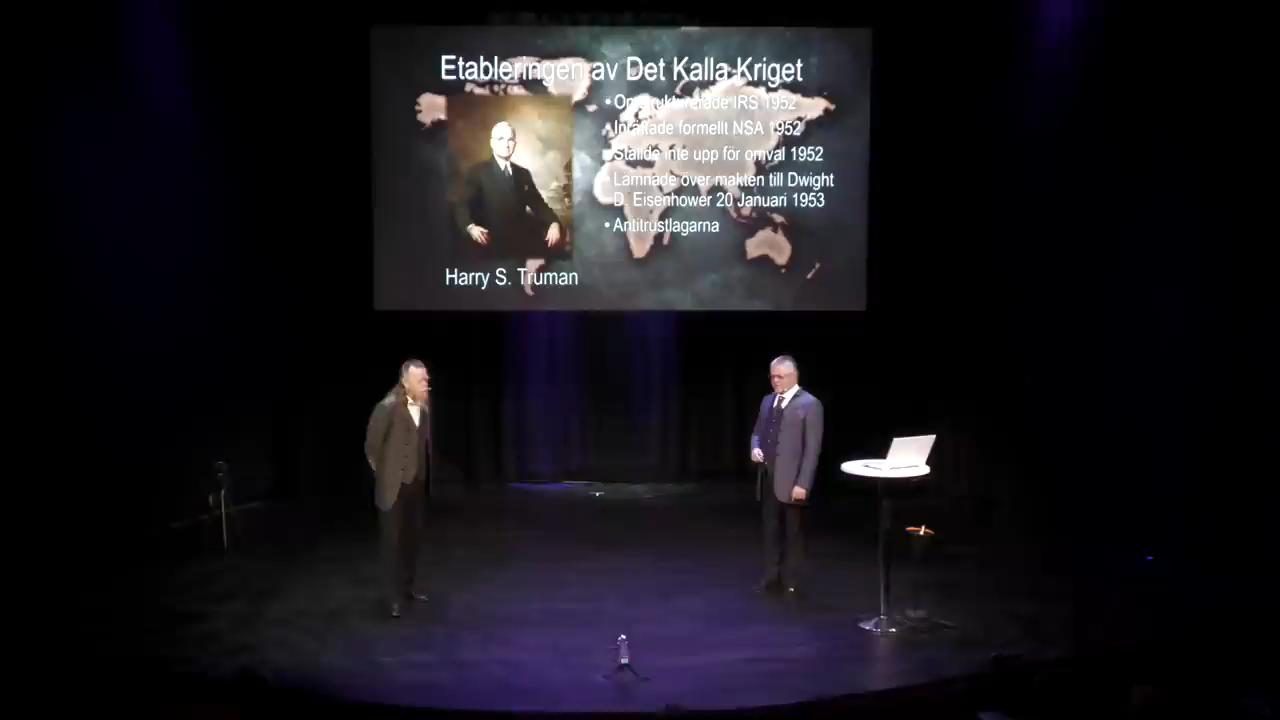 Etableringen av Det Kalla Kriget
• Omstrukturerade IRS 1952
• Inrättade formellt NSA 1952
• Ställde inte upp för omval 1952
• Lämnade över makten till Dwight
D. Eisenhower 20 Januari 1953
• Antitrustlagarna
Harry S. Truman